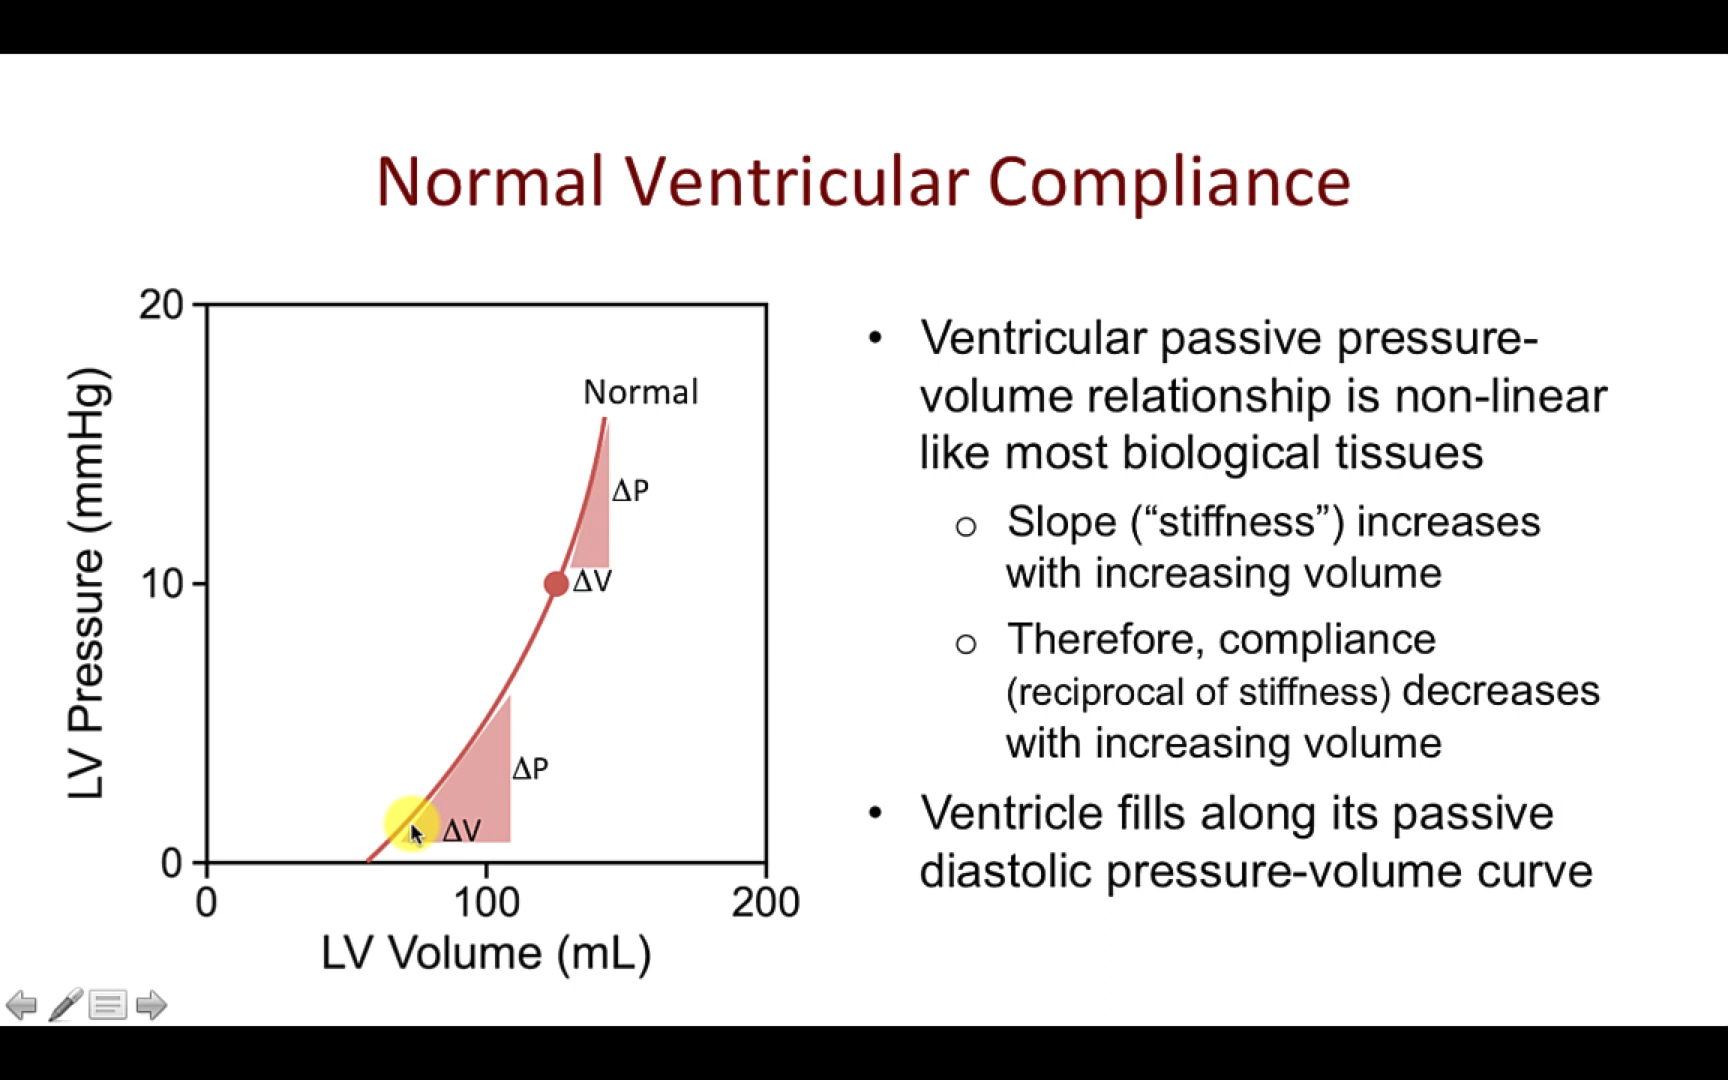 Normal Ventricular Compliance
20
Normal
ΔP
10
ΔV
ΔP
ΔV
0
0 100 200
LV Pressure (mmHg)
LV Volume (mL)
• Ventricular passive pressure-
volume relationship is non-linear
like most biological tissues
o Slope (“stiffness”) increases
with increasing volume
o Therefore, compliance
(reciprocal of stiffness) decreases
with increasing volume
• Ventricle fills along its passive
diastolic pressure-volume curve